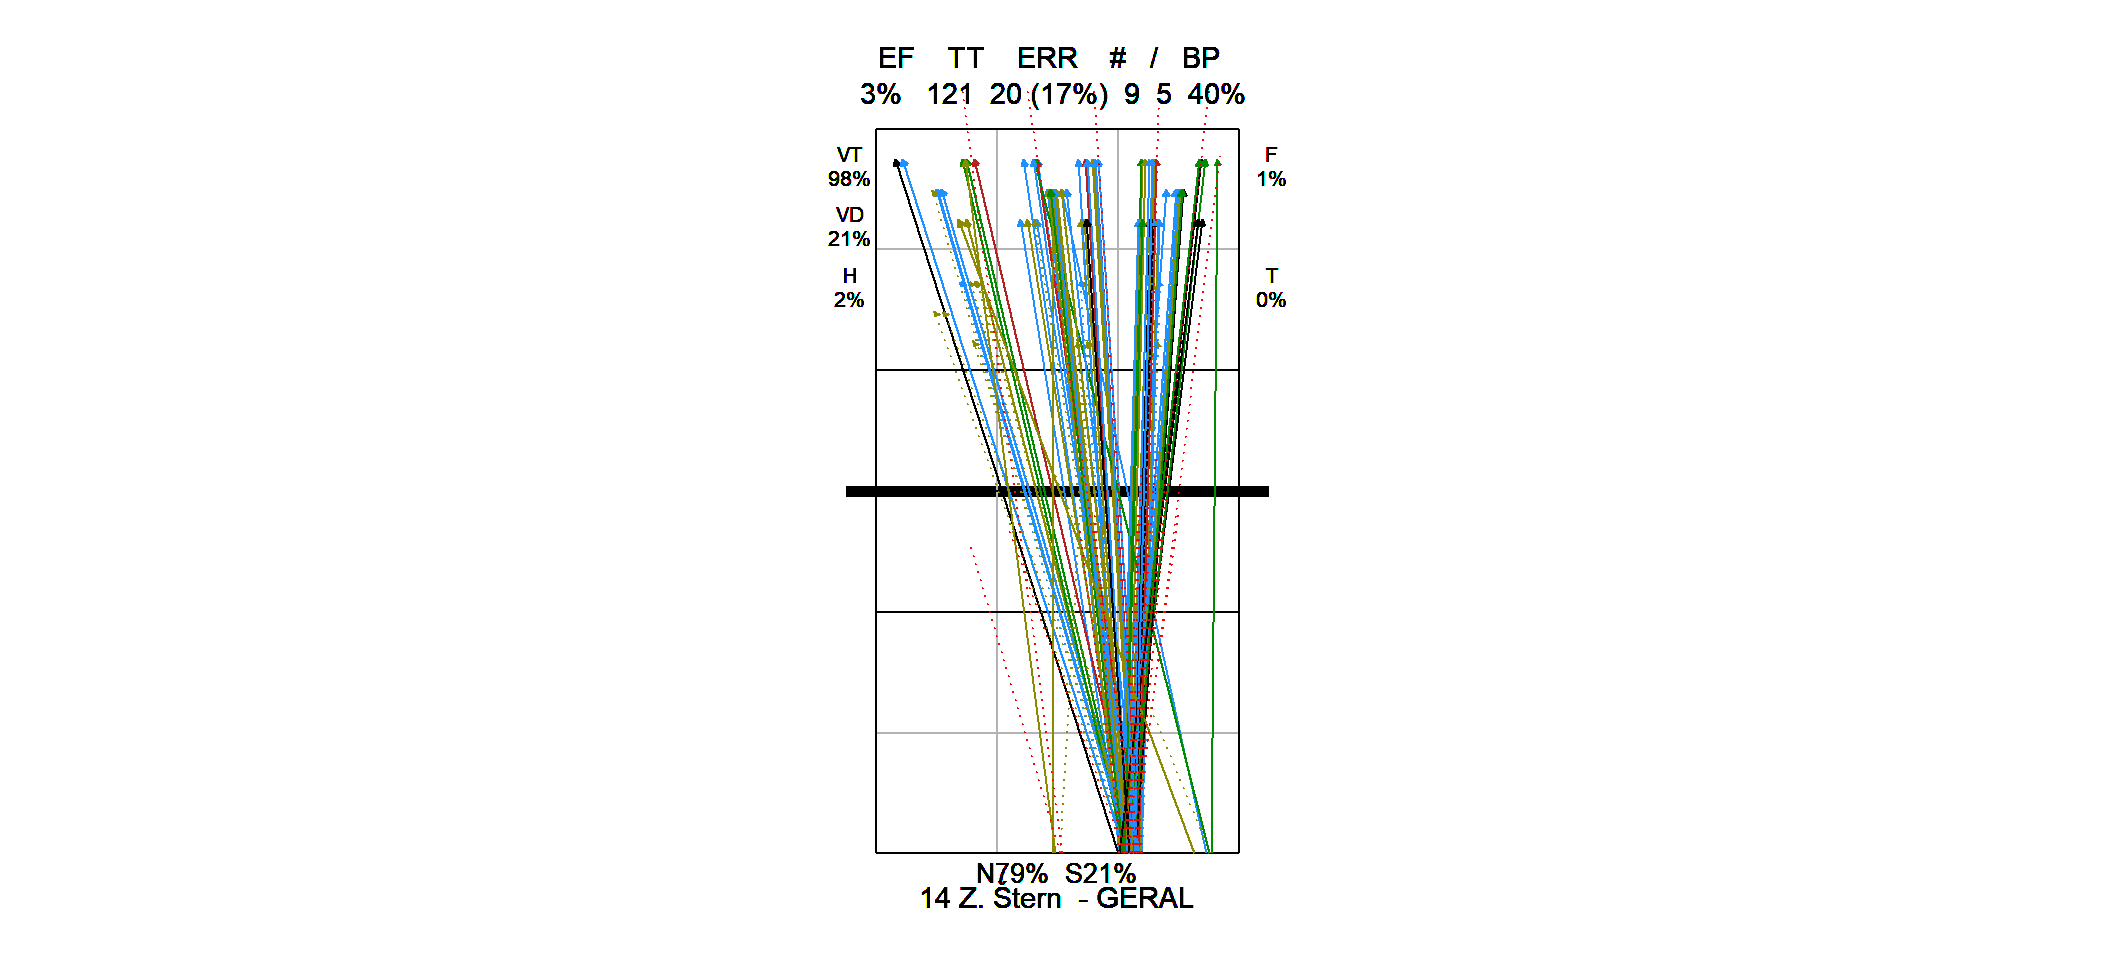 EF TT ERR # / BP
3% 121 20 (17%) 9 5 40%
VT
98%
F
1%
VD
21%
H
2%
T
0%
N79% S21%
14 Z. Štern - GERAL